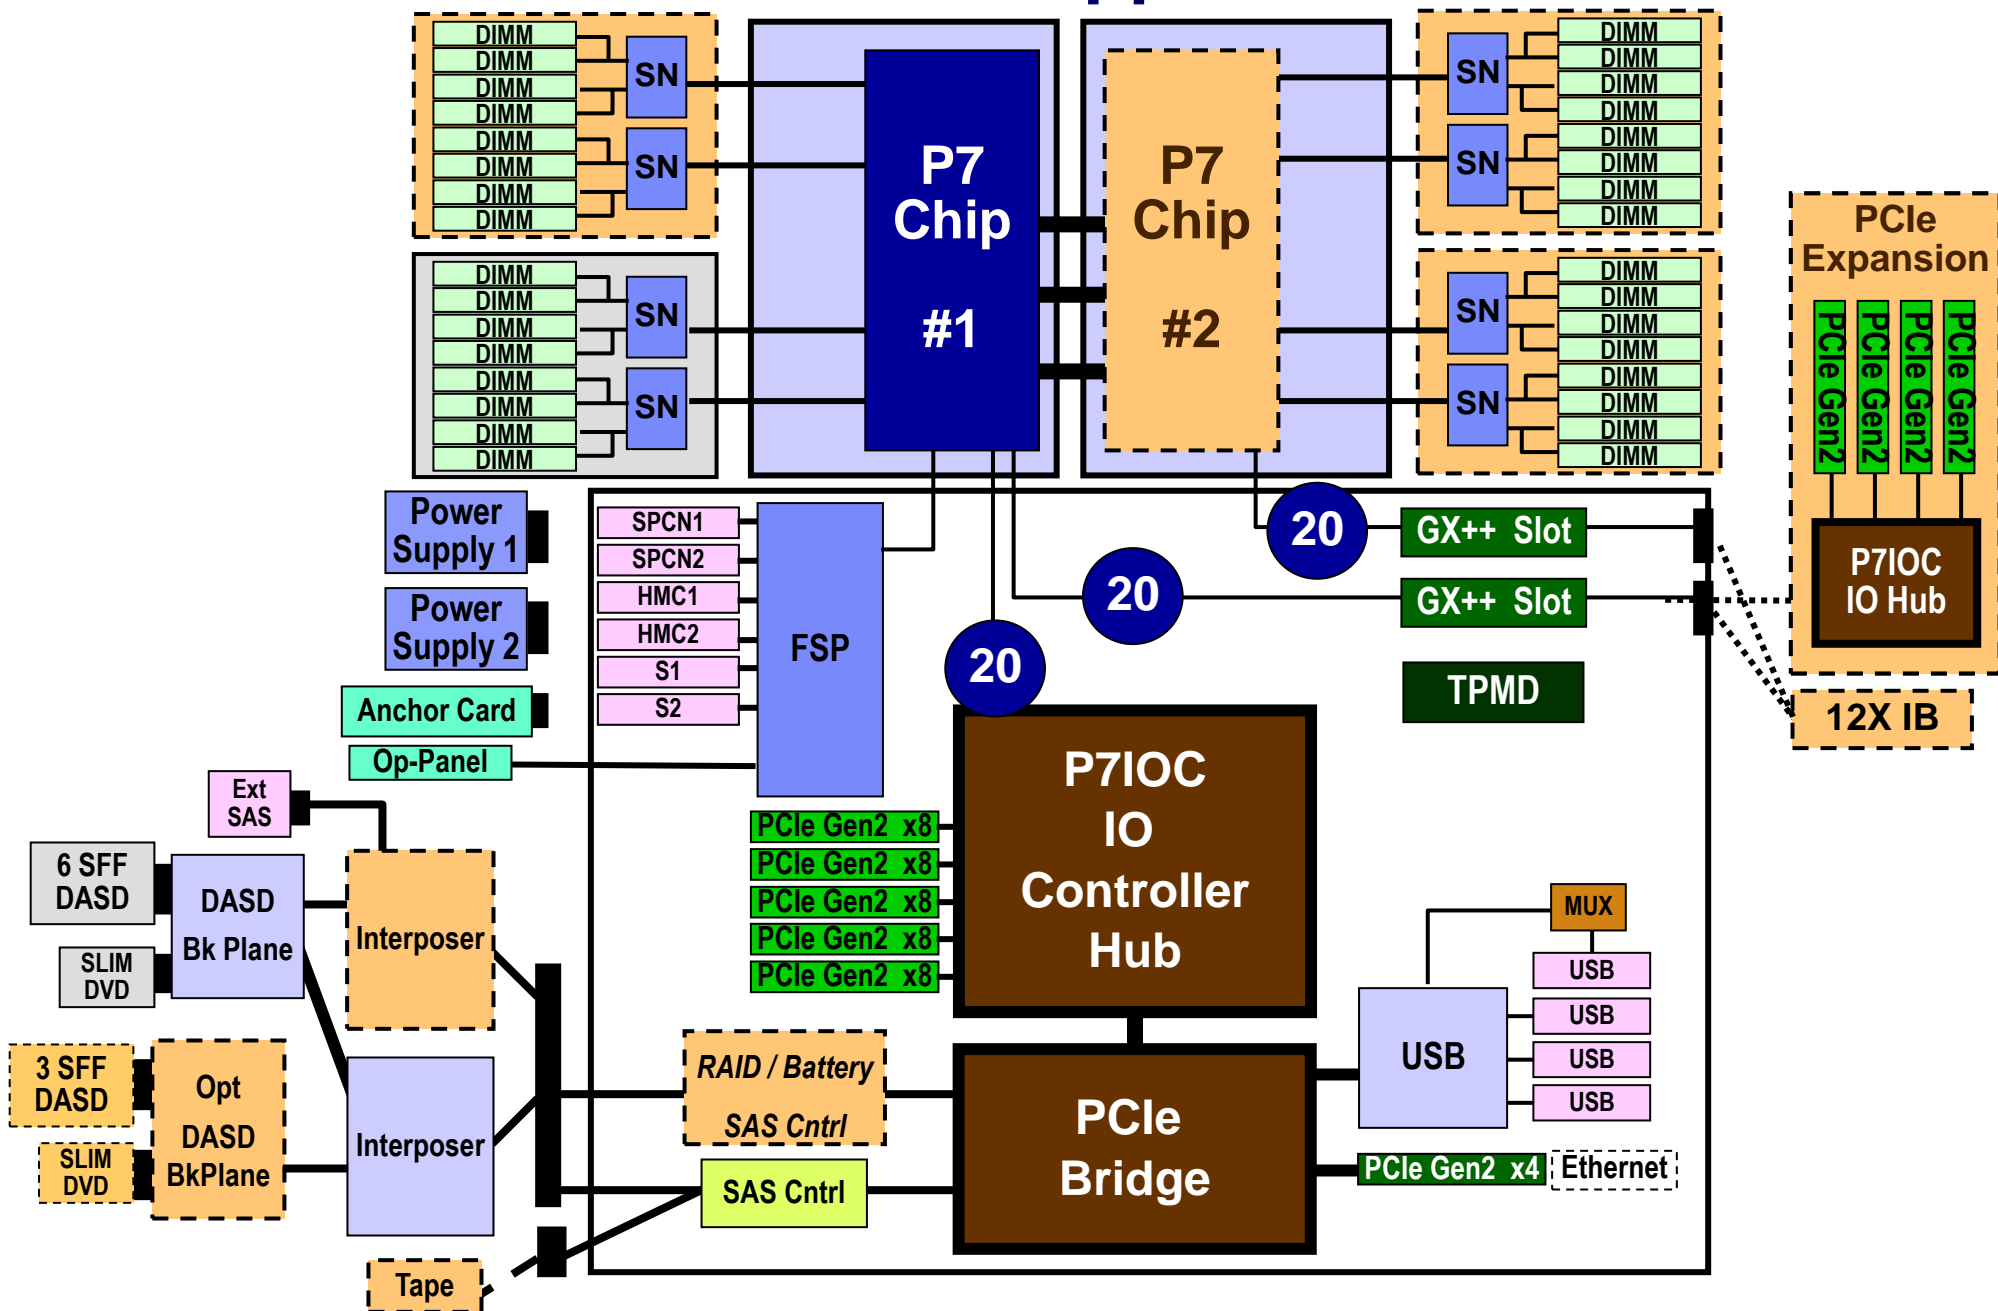 pp
DIMM
DIMM
DIMM
DIMM
DIMM
DIMM
DIMM
DIMM
SN
SN
DIMM
DIMM
DIMM
DIMM
DIMM
DIMM
DIMM
DIMM
SN
SN
P7
Chip
#1
P7
Chip
#2
SN
SN
DIMM
DIMM
DIMM
DIMM
DIMM
DIMM
DIMM
DIMM
SN
SN
DIMM
DIMM
DIMM
DIMM
DIMM
DIMM
DIMM
DIMM
PCIe
Expansion
PCIe Gen2
PCIe Gen2
PCIe Gen2
PCIe Gen2
P7IOC
IO Hub
12X IB
Power
Supply 1
Power
Supply 2
Anchor Card
Op-Panel
SPCN1
SPCN2
HMC1
HMC2
S1
S2
FSP
20
20
20
GX++ Slot
GX++ Slot
TPMD
P7IOC
IO
Controller
Hub
PCIe Gen2 x8
PCIe Gen2 x8
PCIe Gen2 x8
PCIe Gen2 x8
PCIe Gen2 x8
Ext
SAS
6 SFF
DASD
SLIM
DVD
DASD
Bk Plane
Interposer
3 SFF
DASD
SLIM
DVD
Opt
DASD
BkPlane
Interposer
Tape
RAID / Battery
SAS Cntrl
SAS Cntrl
PCIe
Bridge
USB
MUX
USB
USB
USB
USB
PCIe Gen2 x4
Ethernet